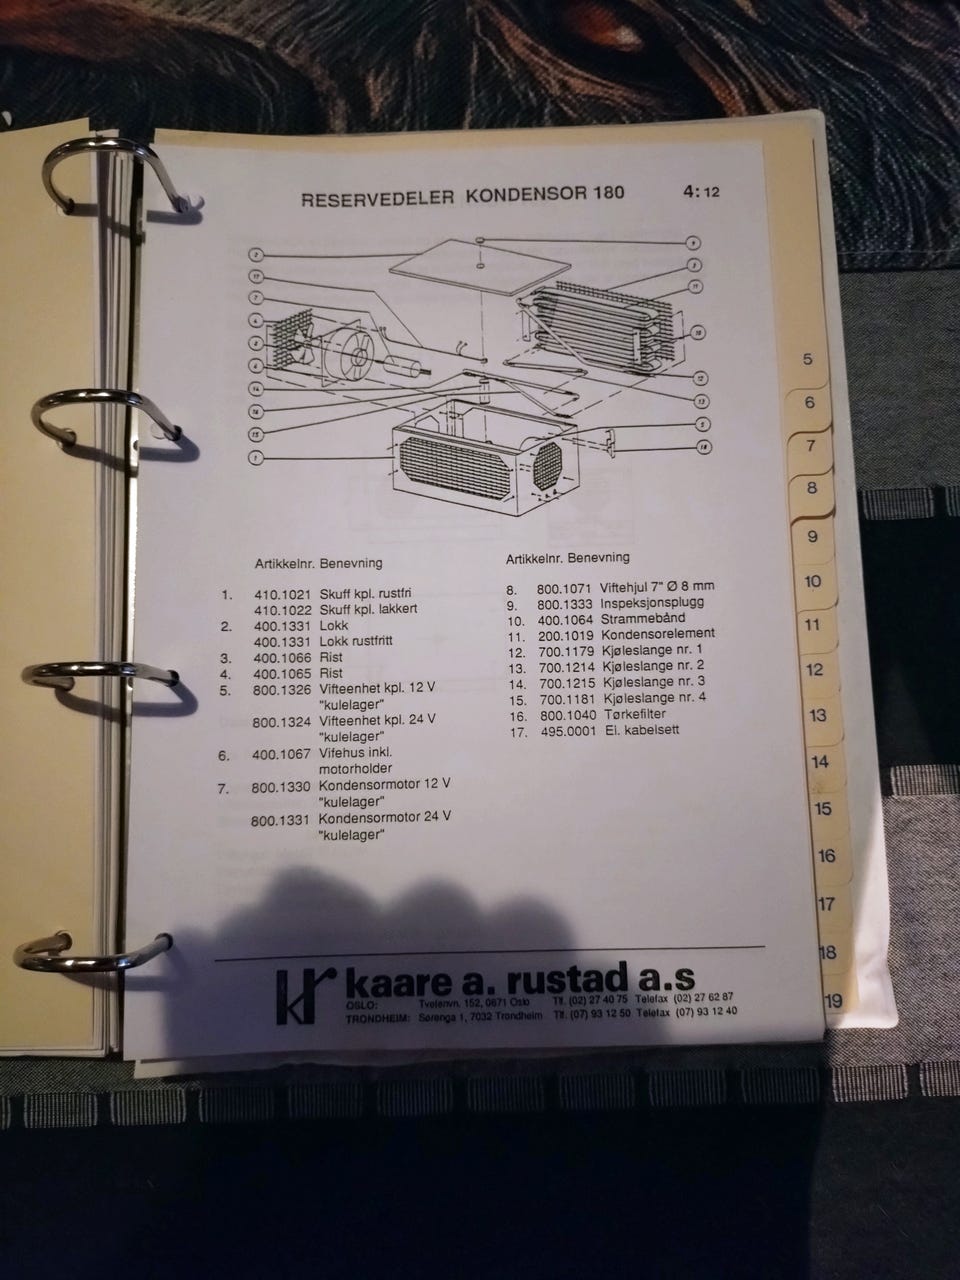 RESERVEDELER KONDENSOR 180 4:12
Artikkelnr. Benevning
1. 410.1021 Skuff kpl. rustfri
410.1022 Skuff kpl. lakkert
2. 400.1331 Lokk
400.1331 Lokk rustfritt
3. 400.1066 Rist
4. 400.1065 Rist
5. 800.1326 Vifteenhet kpl. 12 V
"kulelager"
800.1324 Vifteenhet kpl. 24 V
"kulelager"
6. 400.1067 Vifehus inkl.
motorholder
7. 800.1330 Kondensormotor 12 V
"kulelager"
800.1331 Kondensormotor 24 V
"kulelager"
Artikkelnr. Benevning
8. 800.1071 Viftehjul 7" Ø 8 mm
9. 800.1333 Inspeksjonsplugg
10. 400.1064 Strammebånd
11. 200.1019 Kondensorelement
12. 700.1179 Kjøleslange nr. 1
13. 700.1214 Kjøleslange nr. 2
14. 700.1215 Kjøleslange nr. 3
15. 700.1181 Kjøleslange nr. 4
16. 800.1040 Tørkefilter
17. 495.0001 El. kabelsett
kr kaare a. rustad a.s
OSLO: Tvetenvn. 152, 0671 Oslo Tlf. (02) 27 40 75 Telefax (02) 27 62 87
TRONDHEIM: Sørenga 1, 7032 Trondheim Tlf. (07) 93 12 50 Telefax (07) 93 12 40
5
6
7
8
9
10
11
12
13
14
15
16
17
18
19